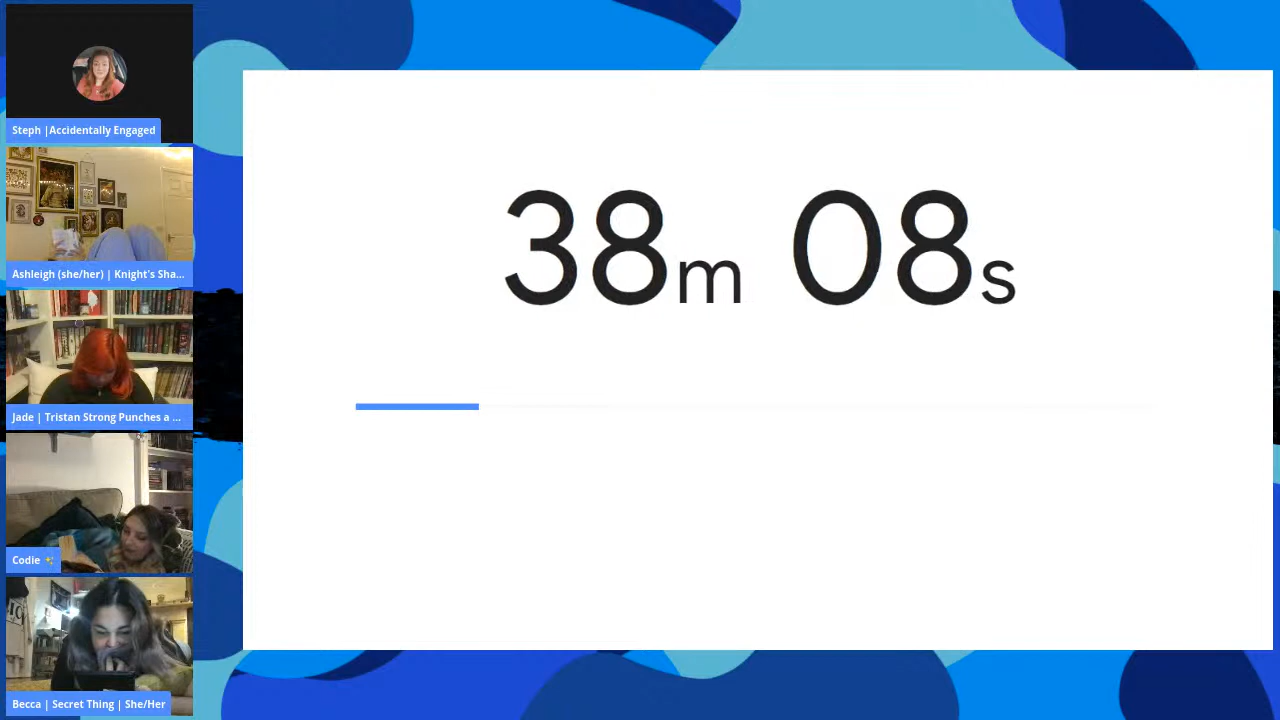 Steph |Accidentally Engaged
38m 08s
Ashleigh (she/her) | Knight's Sha...
Jade | Tristan Strong Punches a ...
Codie ✨
Becca | Secret Thing | She/Her